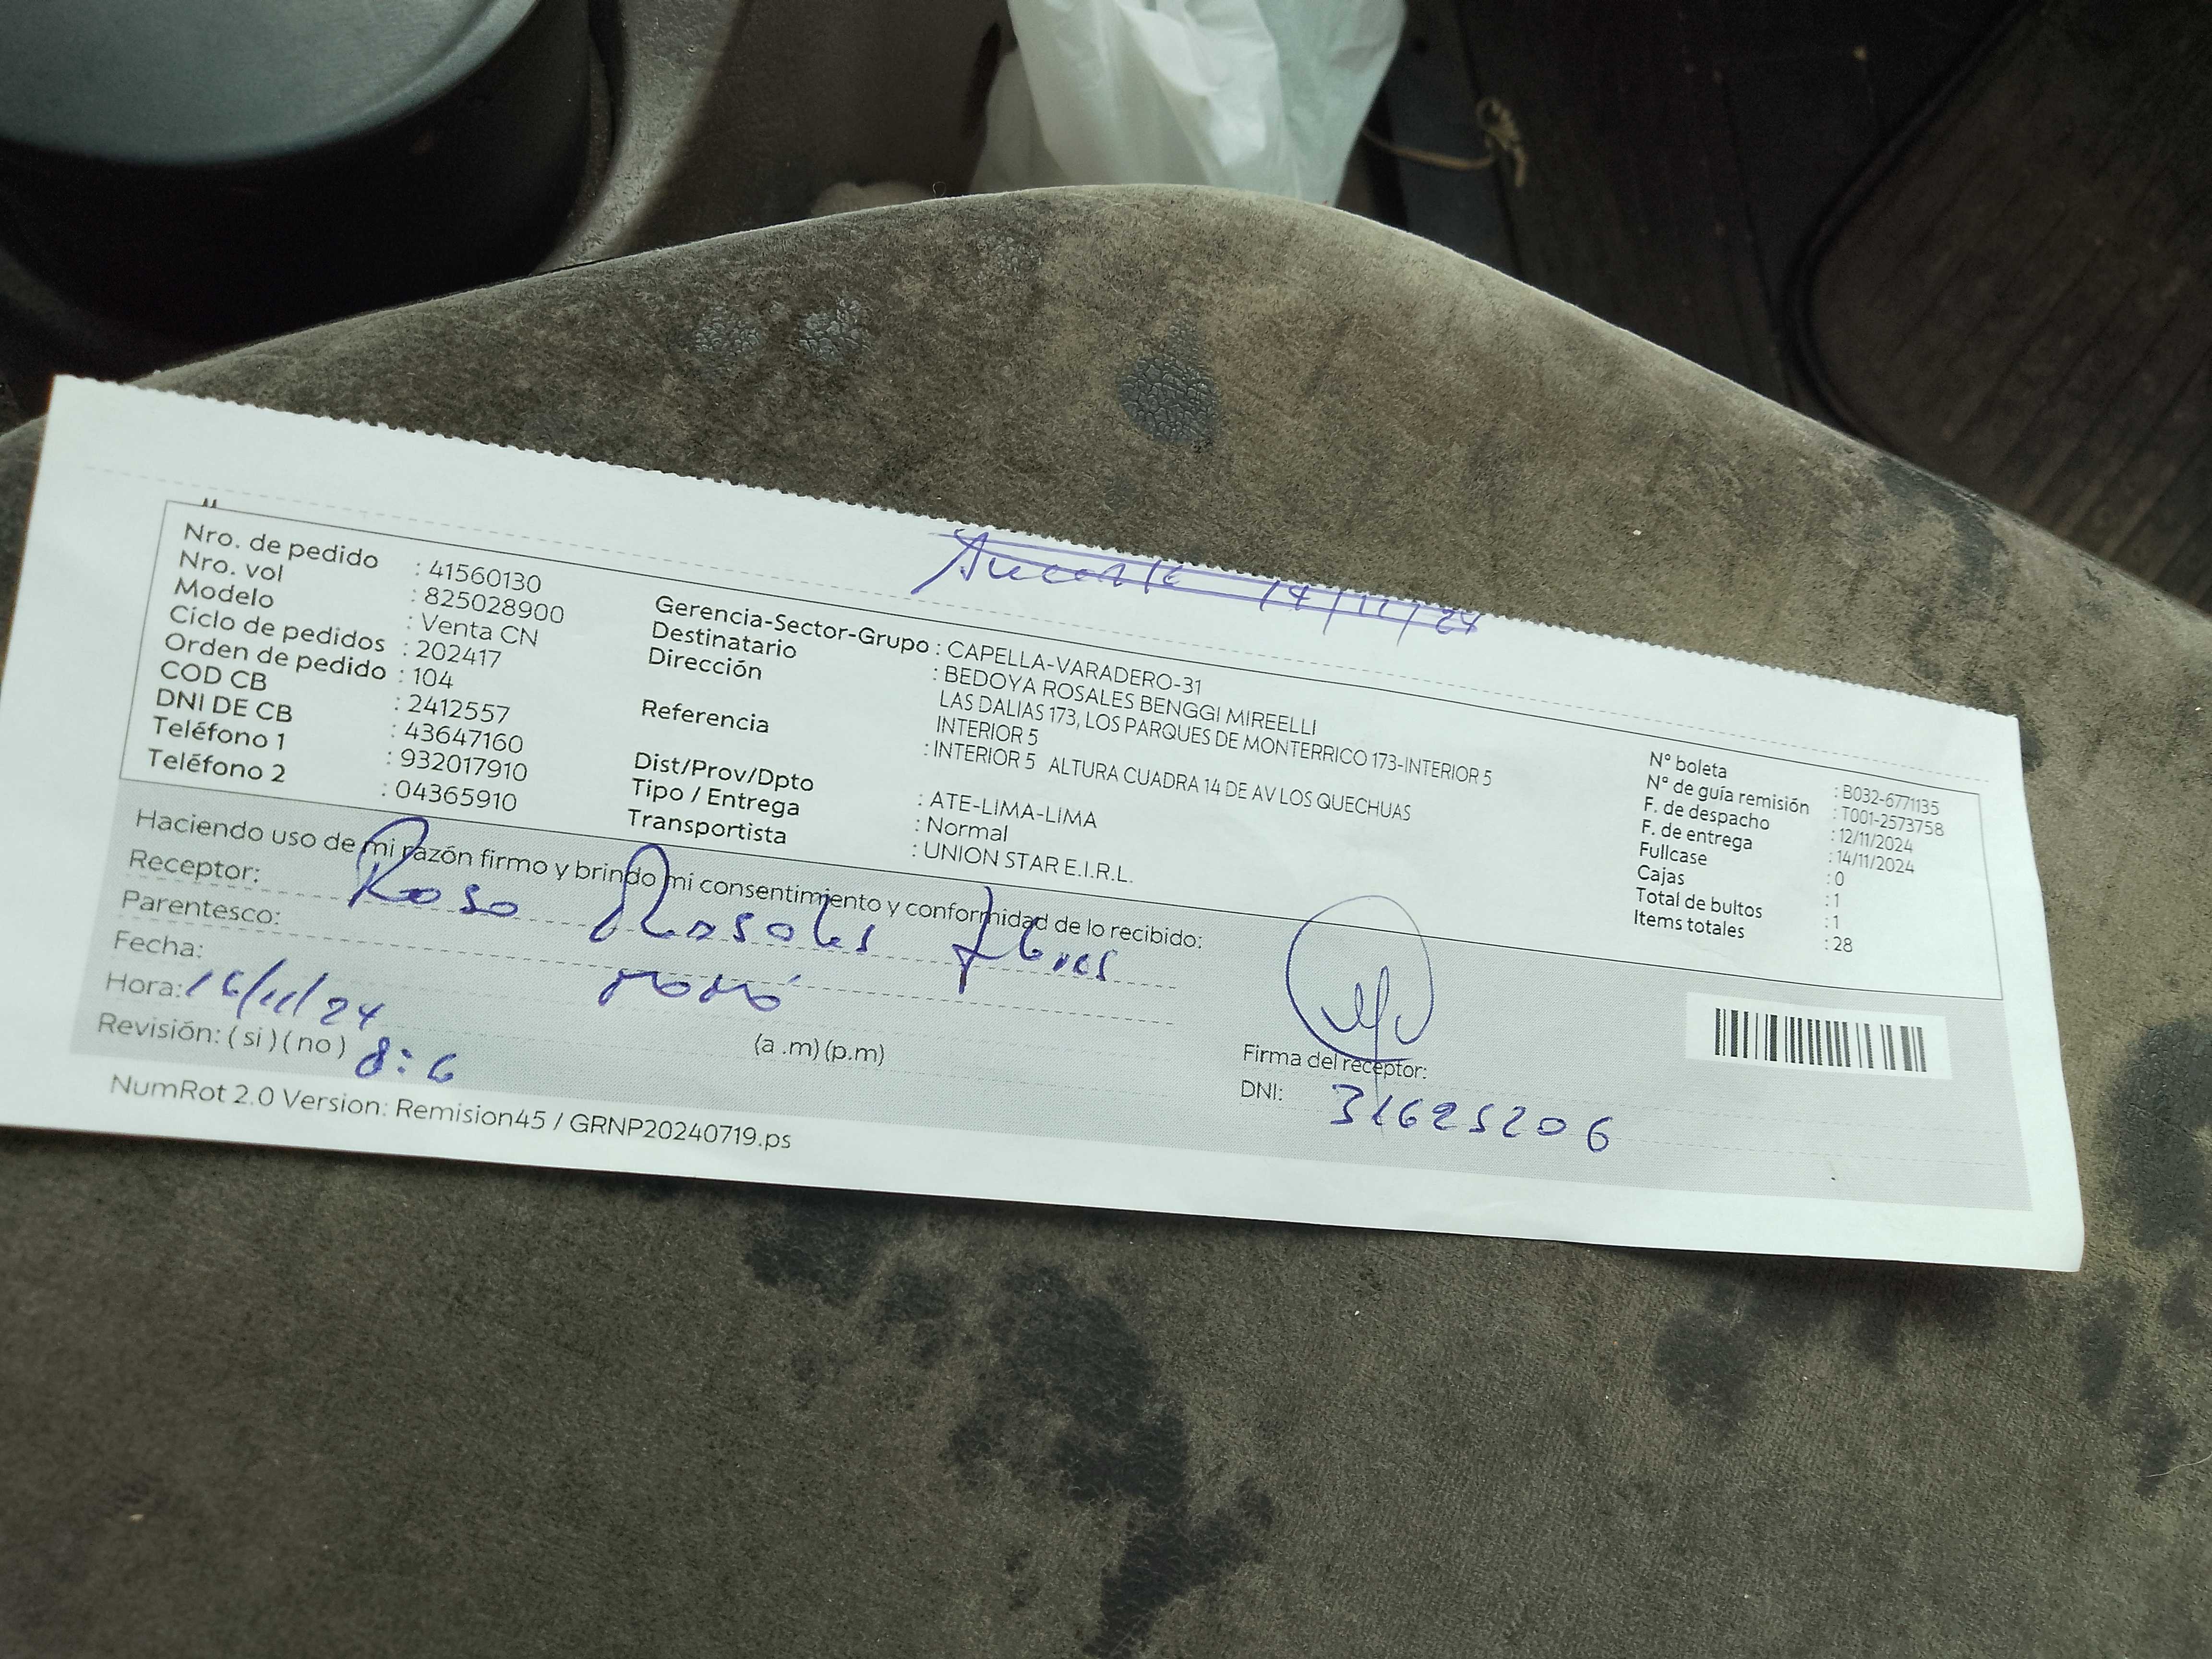 14/11/24
Nro. de pedido : 41560130
Nro. vol : 825028900
Modelo : Venta CN
Ciclo de pedidos : 202417
Orden de pedido : 104
COD CB : 2412557
DNI DE CB : 43647160
Teléfono 1 : 932017910
Teléfono 2 : 04365910
Gerencia-Sector-Grupo : CAPELLA-VARADERO-31
Destinatario : BEDOYA ROSALES BENGGI MIREELLI
Dirección LAS DALIAS 173, LOS PARQUES DE MONTERRICO 173-INTERIOR 5
INTERIOR 5
Referencia : INTERIOR 5 ALTURA CUADRA 14 DE AV LOS QUECHUAS
Dist/Prov/Dpto : ATE-LIMA-LIMA
Tipo / Entrega : Normal
Transportista : UNION STAR E.I.R.L.
N° boleta : B032-6771135
N° de guía remisión : T001-2573758
F. de despacho : 12/11/2024
F. de entrega : 14/11/2024
Fullcase : 0
Cajas : 1
Total de bultos : 1
Items totales : 28
Haciendo uso de mi razón firmo y brindo mi consentimiento y conformidad de lo recibido:
Receptor: Rosa Rosales
Parentesco: mamá
Fecha: 16/11/24
Hora: 8:6 (a .m) (p.m)
Revisión: ( si ) ( no )
Firma del receptor:
DNI: 31625206
NumRot 2.0 Version: Remision45 / GRNP20240719.ps